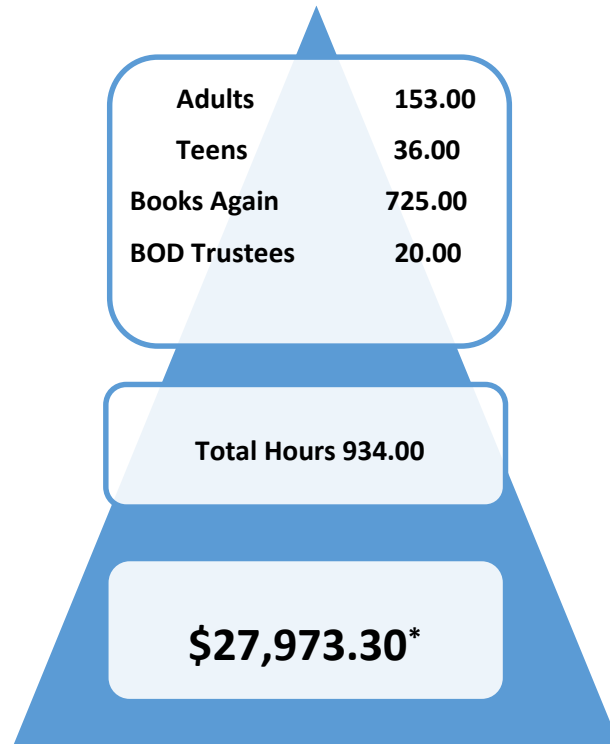 Adults 153.00
Teens 36.00
Books Again 725.00
BOD Trustees 20.00
Total Hours 934.00
$27,973.30*